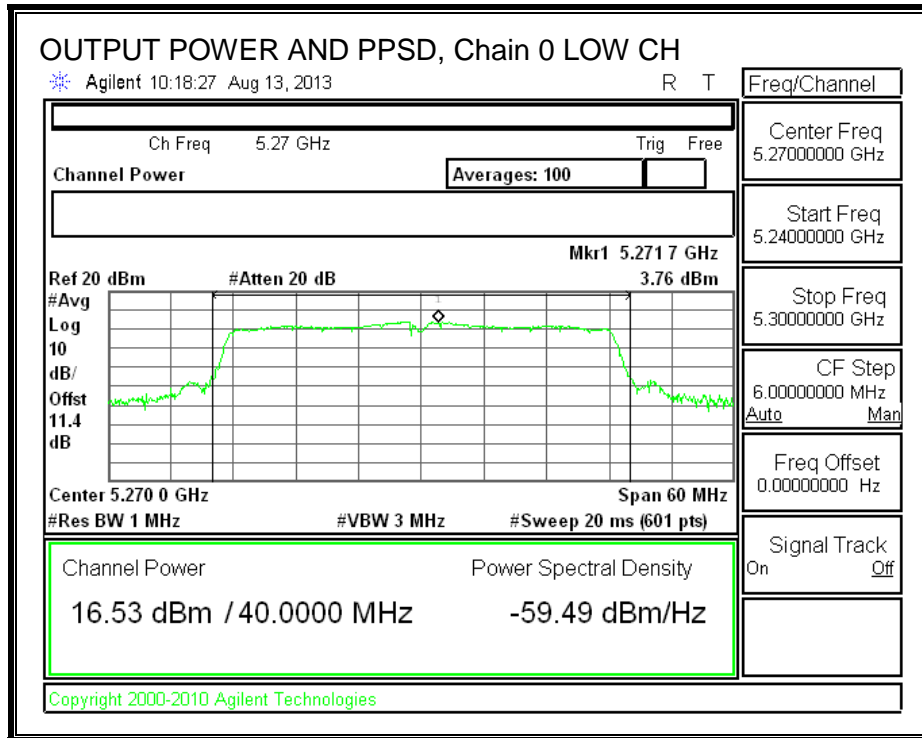 OUTPUT POWER AND PPSD, Chain 0 LOW CH
Agilent 10:18:27 Aug 13, 2013 R T
Freq/Channel
Ch Freq 5.27 GHz Trig Free
Channel Power Averages: 100
Mkr1 5.271 7 GHz
Ref 20 dBm #Atten 20 dB 3.76 dBm
#Avg
Log
10
dB/
Offst
11.4
dB
1
Center 5.270 0 GHz Span 60 MHz
#Res BW 1 MHz #VBW 3 MHz #Sweep 20 ms (601 pts)
Channel Power Power Spectral Density
16.53 dBm / 40.0000 MHz -59.49 dBm/Hz
Copyright 2000-2010 Agilent Technologies
Center Freq
5.27000000 GHz
Start Freq
5.24000000 GHz
Stop Freq
5.30000000 GHz
CF Step
6.00000000 MHz
Auto Man
Freq Offset
0.00000000 Hz
Signal Track
On Off